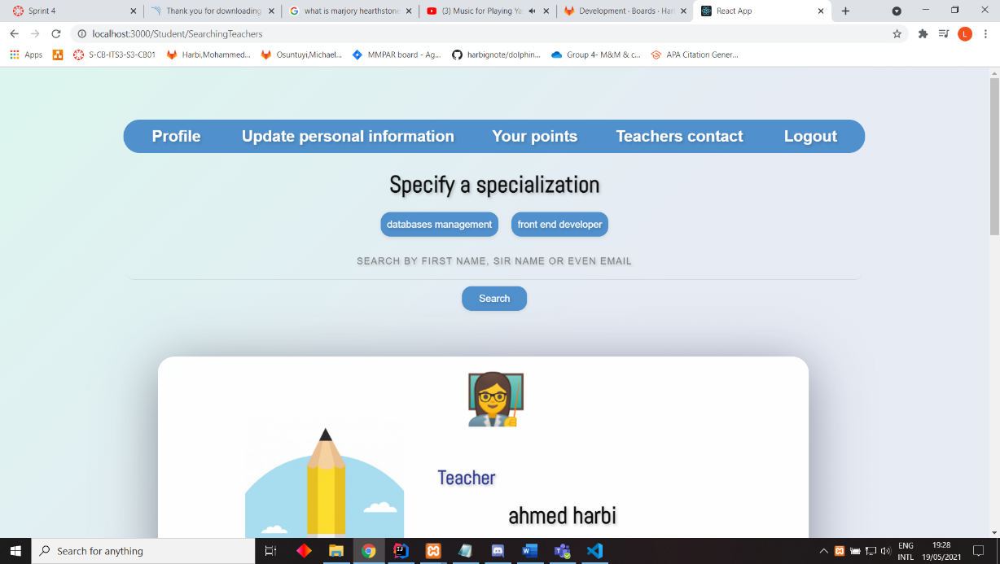 Sprint 4
Thank you for downloading
what is marjory hearthstone
(3) Music for Playing Yo
Development · Boards · Har
React App
localhost:3000/Student/SearchingTeachers
Apps
S-CB-ITS3-S3-CB01
Harbi,Mohammed...
Osuntuyi,Michael...
MMPAR board - Ag...
harbignote/dolphin...
Group 4- M&M & c...
APA Citation Gener...
Profile
Update personal information
Your points
Teachers contact
Logout
Specify a specialization
databases management
front end developer
SEARCH BY FIRST NAME, SIR NAME OR EVEN EMAIL
Search
Teacher
ahmed harbi
Search for anything
ENG
INTL
19:28
19/05/2021